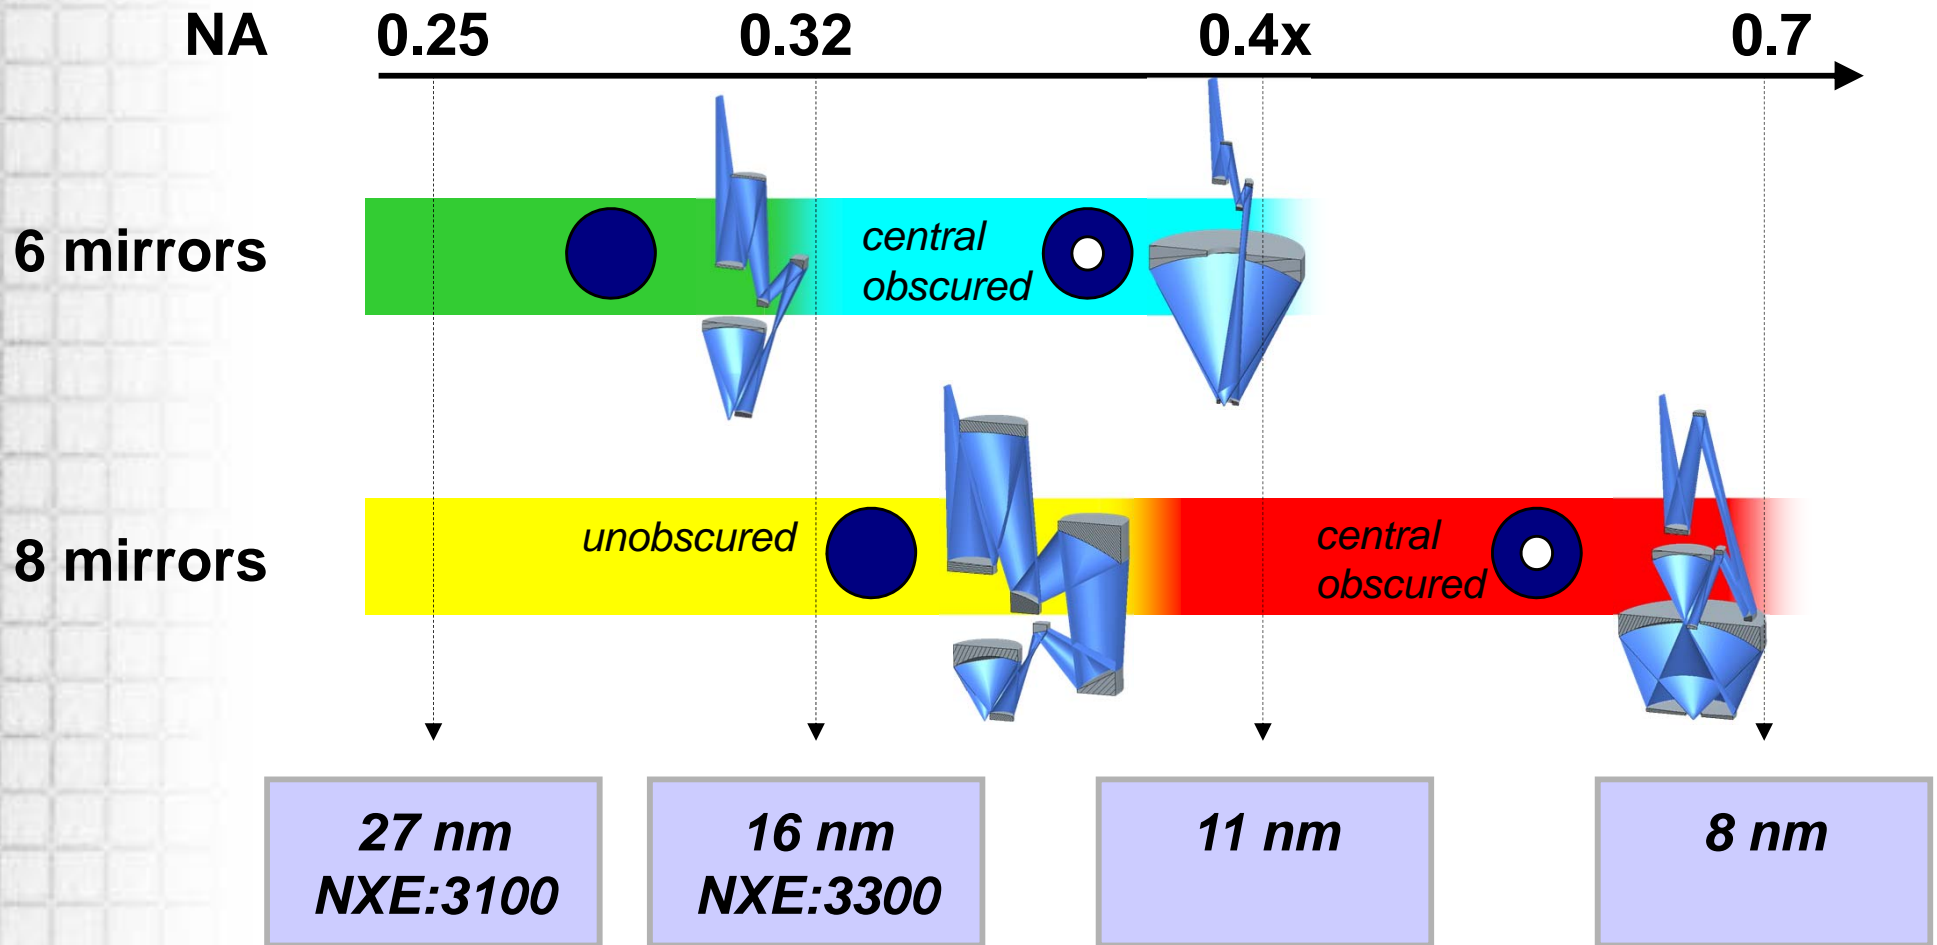 NA 0.25 0.32 0.4x 0.7
6 mirrors
central
obscured
8 mirrors
unobscured
central
obscured
27 nm
NXE:3100
16 nm
NXE:3300
11 nm
8 nm